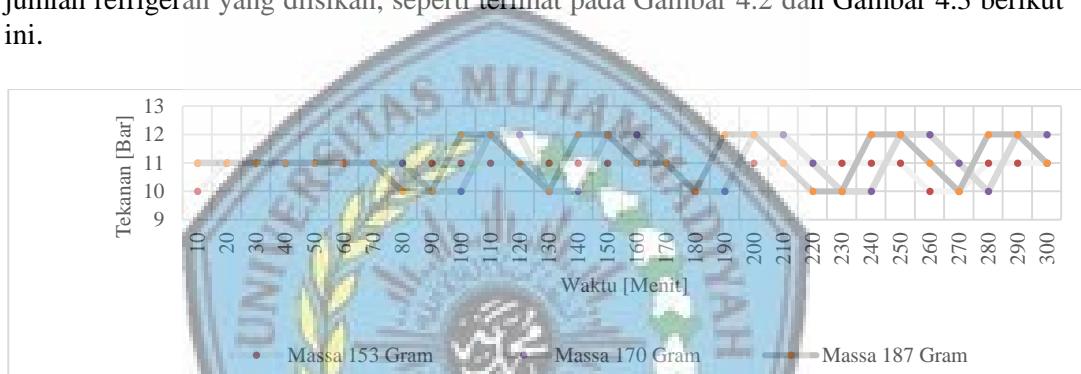 jumlah refrigeran yang diisikan, seperti terlihat pada Gambar 4.2 dan Gambar 4.3 berikut
ini.
UNIVERSITAS MUHAMMADIYAH
Tekanan [Bar]
13
12
11
10
9
10 20 30 40 50 60 70 80 90 100 110 120 130 140 150 160 170 180 190 200 210 220 230 240 250 260 270 280 290 300
Waktu [Menit]
Massa 153 Gram Massa 170 Gram Massa 187 Gram